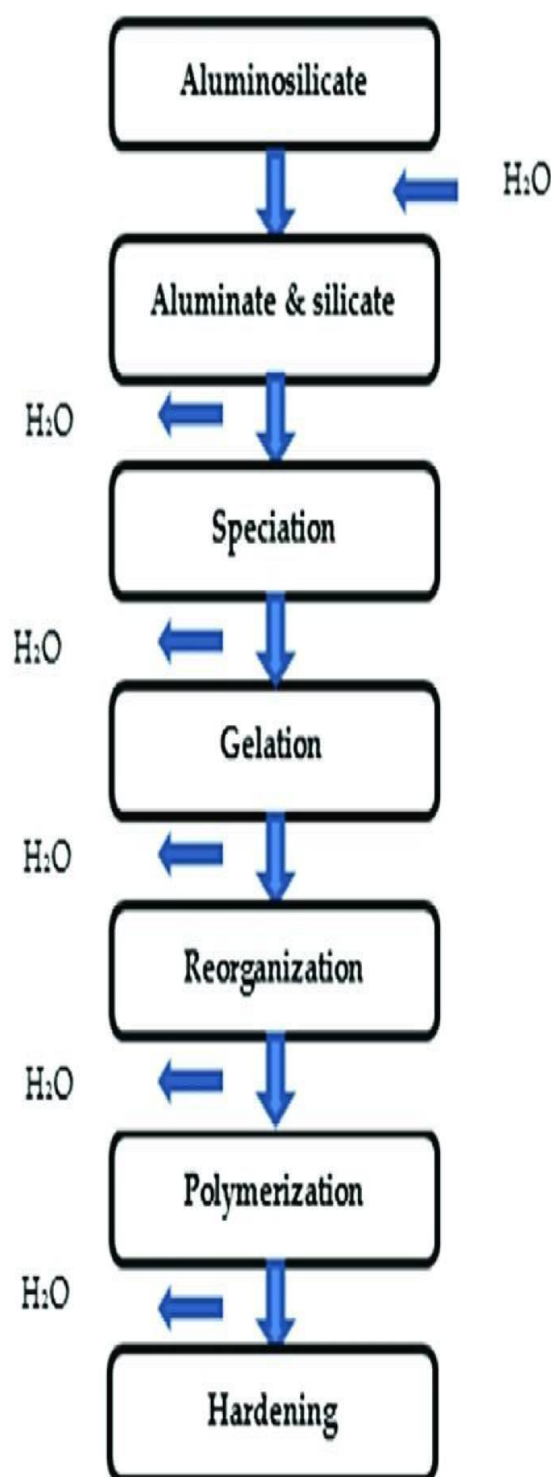 Aluminosilicate
H₂O
Aluminate & silicate
H₂O
Speciation
H₂O
Gelation
H₂O
Reorganization
H₂O
Polymerization
H₂O
Hardening